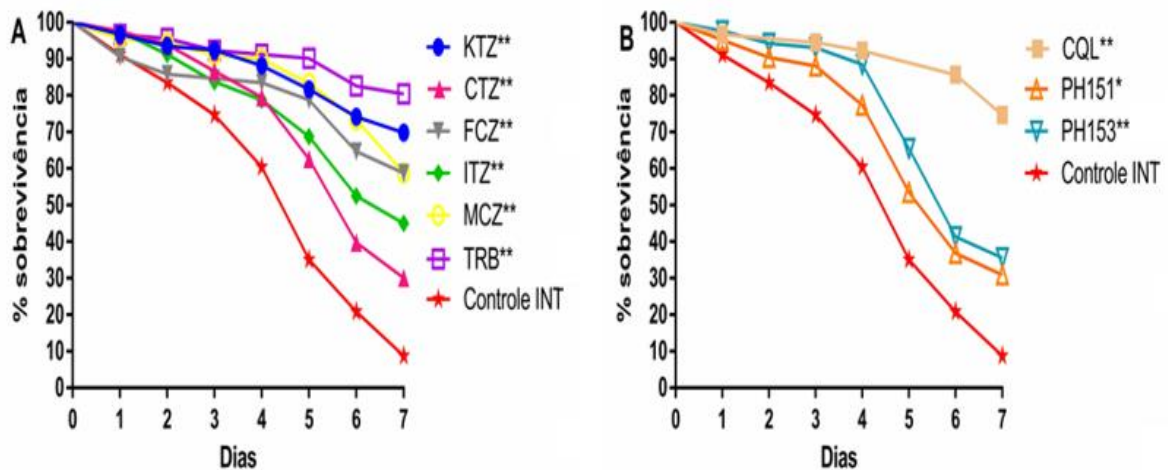 A
% sobrevivência
100
90
80
70
60
50
40
30
20
10
0
0 1 2 3 4 5 6 7
Dias
KTZ**
CTZ**
FCZ**
ITZ**
MCZ**
TRB**
Controle INT
B
% sobrevivência
100
90
80
70
60
50
40
30
20
10
0
0 1 2 3 4 5 6 7
Dias
CQL**
PH151*
PH153**
Controle INT